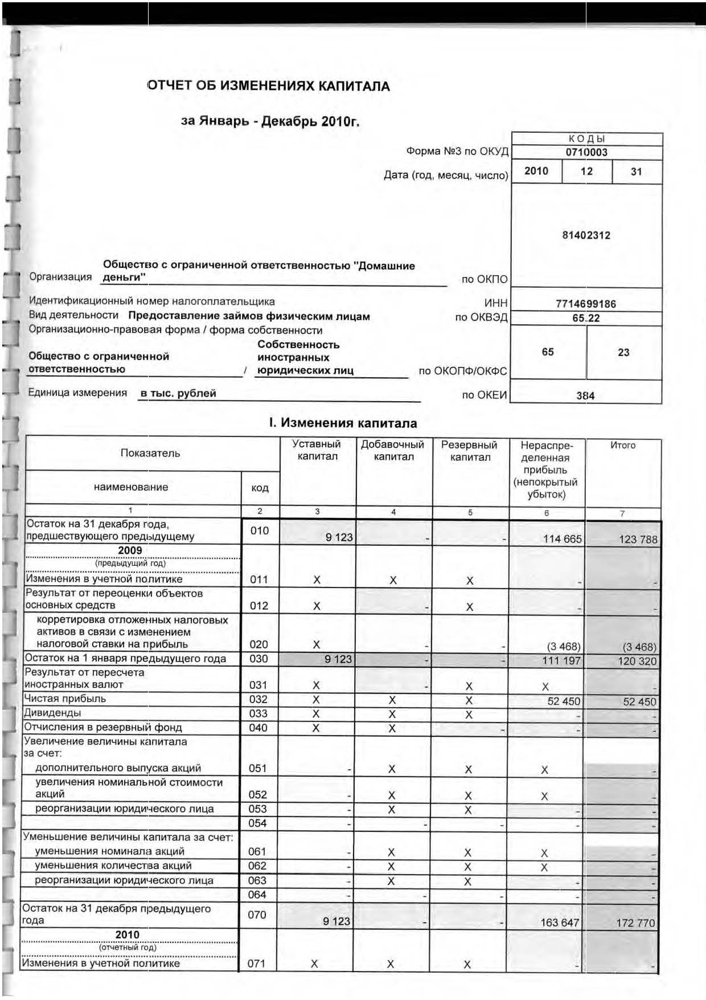 ОТЧЕТ ОБ ИЗМЕНЕНИЯХ КАПИТАЛА
за Январь - Декабрь 2010г.
КОДЫ
Форма №3 по ОКУД 0710003
Дата (год, месяц, число) 2010 12 31
81402312
Общество с ограниченной ответственностью "Домашние
Организация деньги" по ОКПО
Идентификационный номер налогоплательщика ИНН 7714699186
Вид деятельности Предоставление займов физическим лицам по ОКВЭД 65.22
Организационно-правовая форма / форма собственности
Собственность
Общество с ограниченной иностранных 65 23
ответственностью / юридических лиц по ОКОПФ/ОКФС
Единица измерения в тыс. рублей по ОКЕИ 384
I. Изменения капитала
Показатель Уставный капитал Добавочный капитал Резервный капитал Нераспре-деленная прибыль (непокрытый убыток) Итого
наименование код
1 2 3 4 5 6 7
Остаток на 31 декабря года,
предшествующего предыдущему 010 9 123 - - 114 665 123 788
2009
(предыдущий год)
Изменения в учетной политике 011 X X X - -
Результат от переоценки объектов
основных средств 012 X - X - -
корретировка отложенных налоговых
активов в связи с изменением
налоговой ставки на прибыль 020 X - - (3 468) (3 468)
Остаток на 1 января предыдущего года 030 9 123 - - 111 197 120 320
Результат от пересчета
иностранных валют 031 X - X X -
Чистая прибыль 032 X X X 52 450 52 450
Дивиденды 033 X X X - -
Отчисления в резервный фонд 040 X X - - -
Увеличение величины капитала
за счет:
дополнительного выпуска акций 051 - X X X -
увеличения номинальной стоимости
акций 052 - X X X -
реорганизации юридического лица 053 - X X - -
054 - - - - -
Уменьшение величины капитала за счет:
уменьшения номинала акций 061 - X X X -
уменьшения количества акций 062 - X X X -
реорганизации юридического лица 063 - X X - -
064 - - - - -
Остаток на 31 декабря предыдущего
года 070 9 123 - - 163 647 172 770
2010
(отчетный год)
Изменения в учетной политике 071 X X X - -